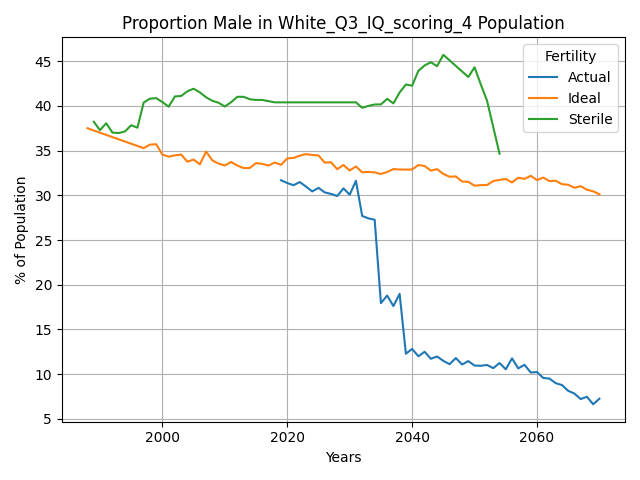 Proportion Male in White_Q3_IQ_scoring_4 Population
Fertility
Actual
Ideal
Sterile
% of Population
45
40
35
30
25
20
15
10
5
2000 2020 2040 2060
Years